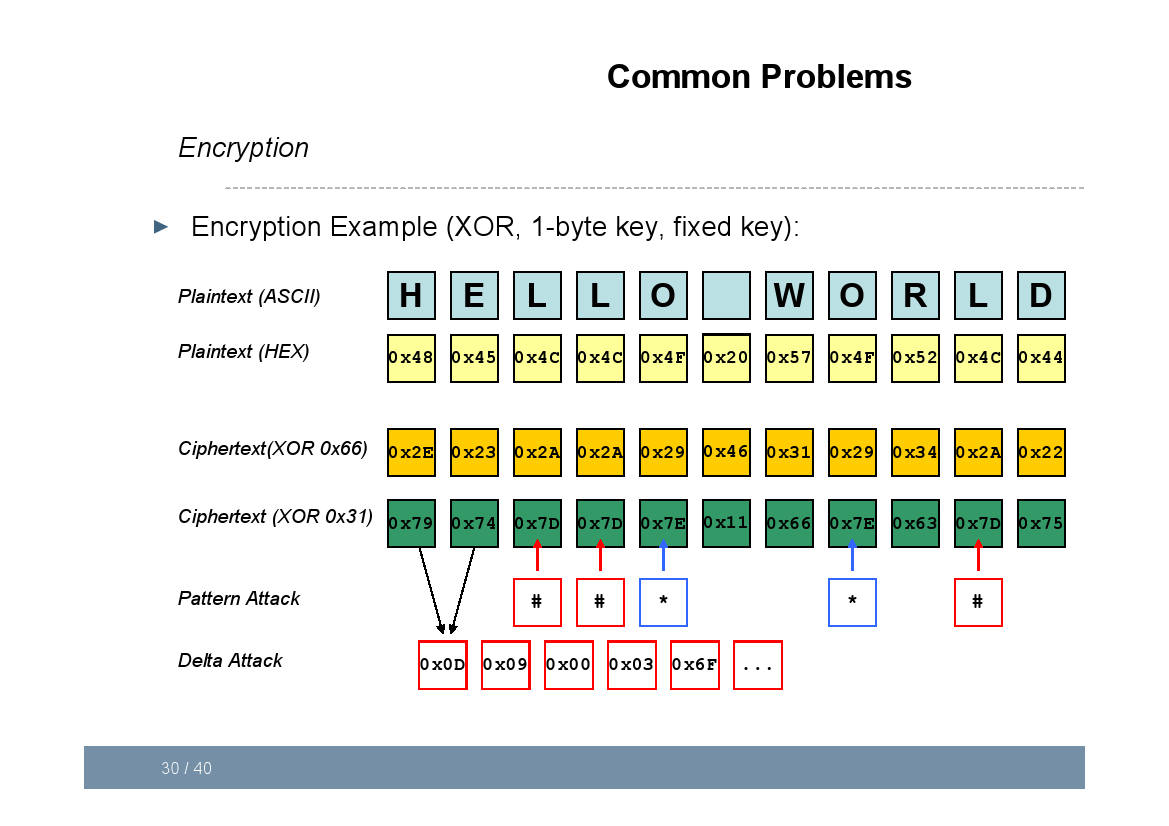 Common Problems
Encryption
Encryption Example (XOR, 1-byte key, fixed key):
Plaintext (ASCII) H E L L O W O R L D
Plaintext (HEX) 0x48 0x45 0x4C 0x4C 0x4F 0x20 0x57 0x4F 0x52 0x4C 0x44
Ciphertext(XOR 0x66) 0x2E 0x23 0x2A 0x2A 0x29 0x46 0x31 0x29 0x34 0x2A 0x22
Ciphertext (XOR 0x31) 0x79 0x74 0x7D 0x7D 0x7E 0x11 0x66 0x7E 0x63 0x7D 0x75
Pattern Attack # # * * #
Delta Attack 0x0D 0x09 0x00 0x03 0x6F ...
30 / 40